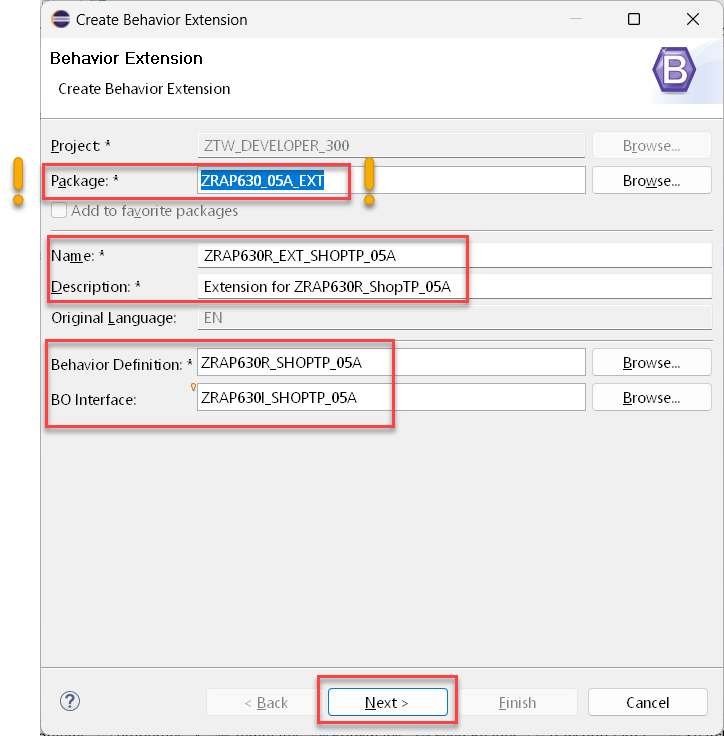 Create Behavior Extension
Behavior Extension
Create Behavior Extension
B
Project: * ZTW_DEVELOPER_300 Browse...
! Package: * ZRAP630_05A_EXT ! Browse...
Add to favorite packages
Name: * ZRAP630R_EXT_SHOPTP_05A
Description: * Extension for ZRAP630R_ShopTP_05A
Original Language: EN
Behavior Definition: * ZRAP630R_SHOPTP_05A Browse...
BO Interface: ZRAP630I_SHOPTP_05A Browse...
? < Back Next > Finish Cancel